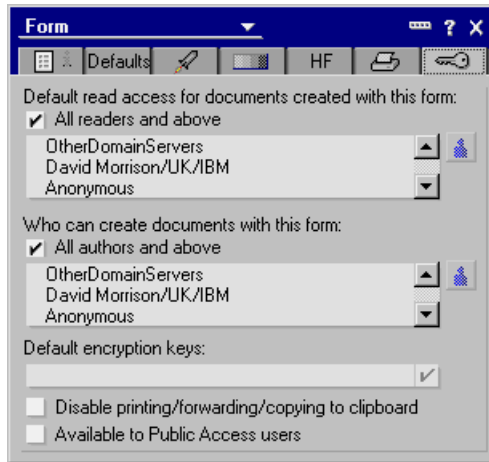 Form
?
X
Defaults
HF
Default read access for documents created with this form:
All readers and above
OtherDomainServers
David Morrison/UK/IBM
Anonymous
Who can create documents with this form:
All authors and above
OtherDomainServers
David Morrison/UK/IBM
Anonymous
Default encryption keys:
Disable printing/forwarding/copying to clipboard
Available to Public Access users